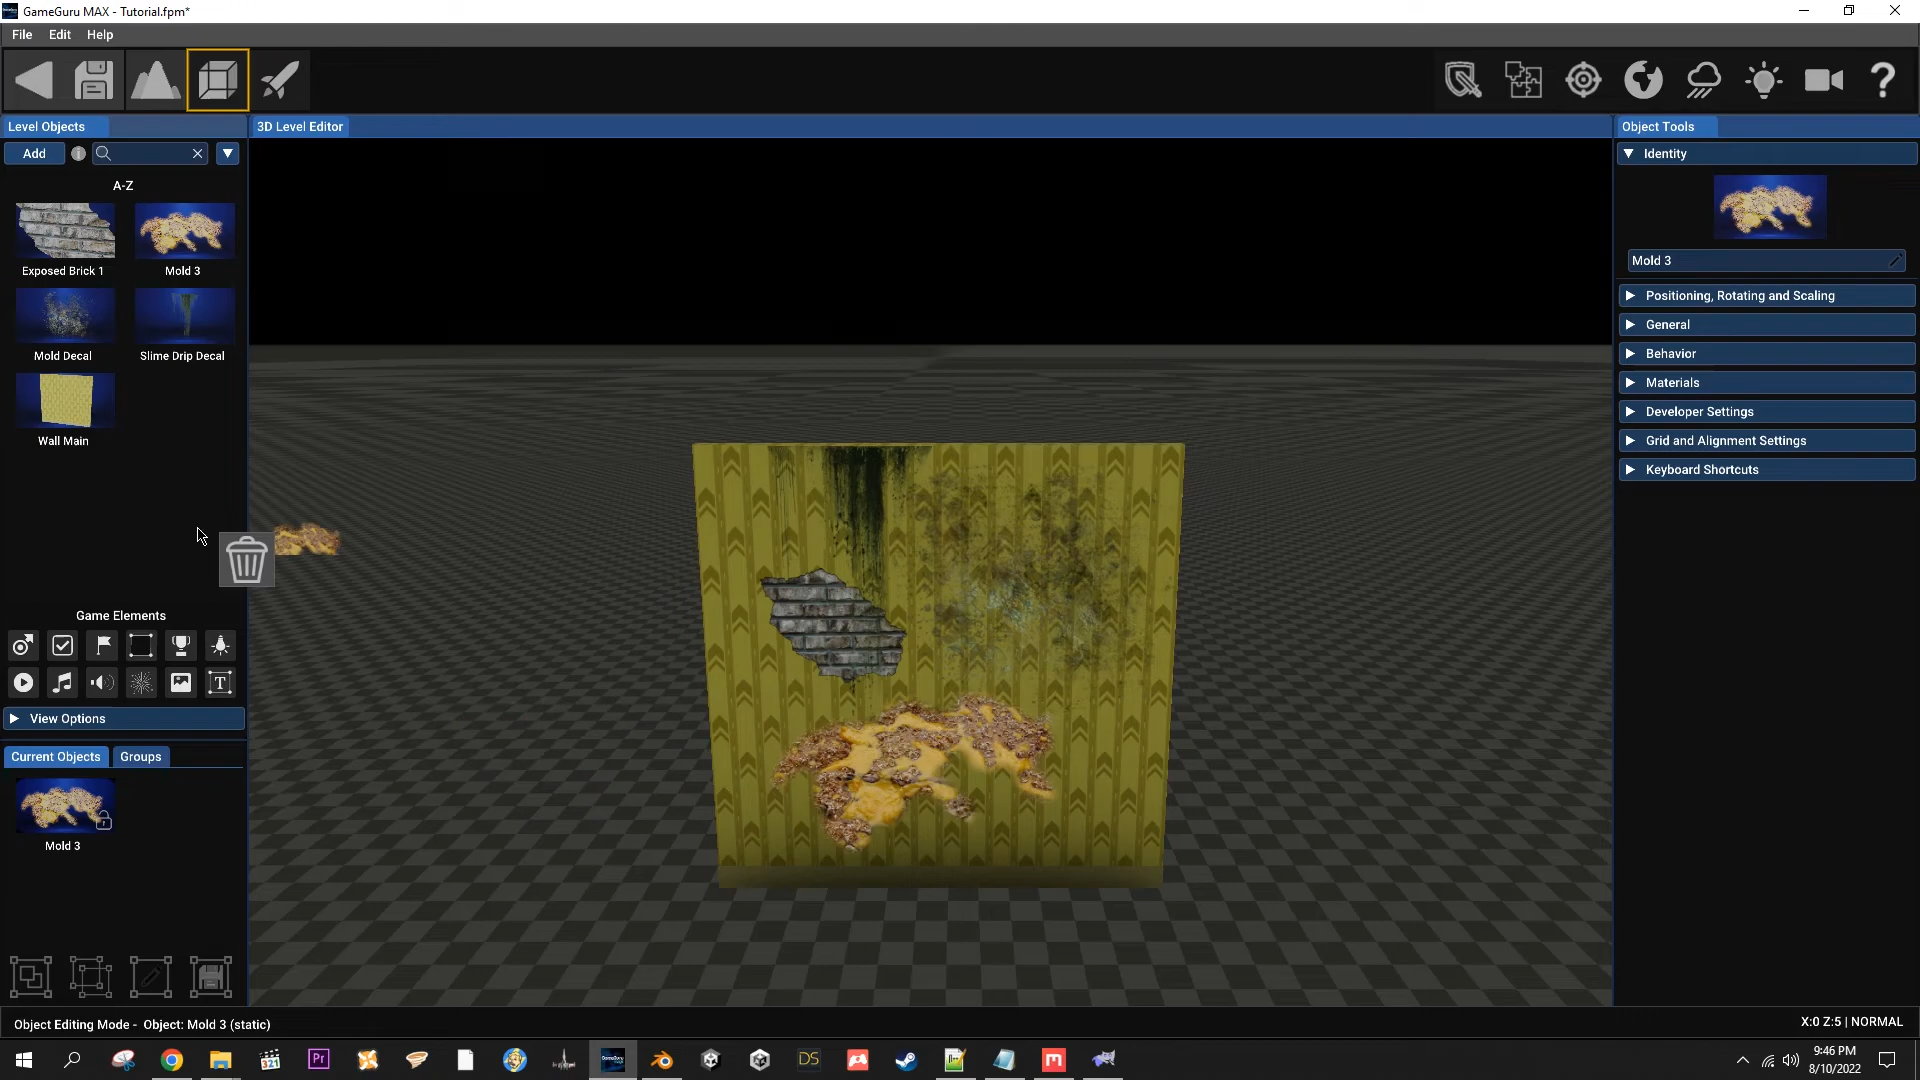 GameGuru MAX - Tutorial.fpm*
File Edit Help
Level Objects
3D Level Editor
Object Tools
Add
Identity
A-Z
Exposed Brick 1
Mold 3
Mold 3
Mold Decal
Slime Drip Decal
Positioning, Rotating and Scaling
General
Behavior
Materials
Developer Settings
Wall Main
Grid and Alignment Settings
Keyboard Shortcuts
Game Elements
View Options
Current Objects
Groups
Mold 3
Object Editing Mode - Object: Mold 3 (static)
X:0 Z:5 | NORMAL
321
Pr
DS
9:46 PM
8/10/2022